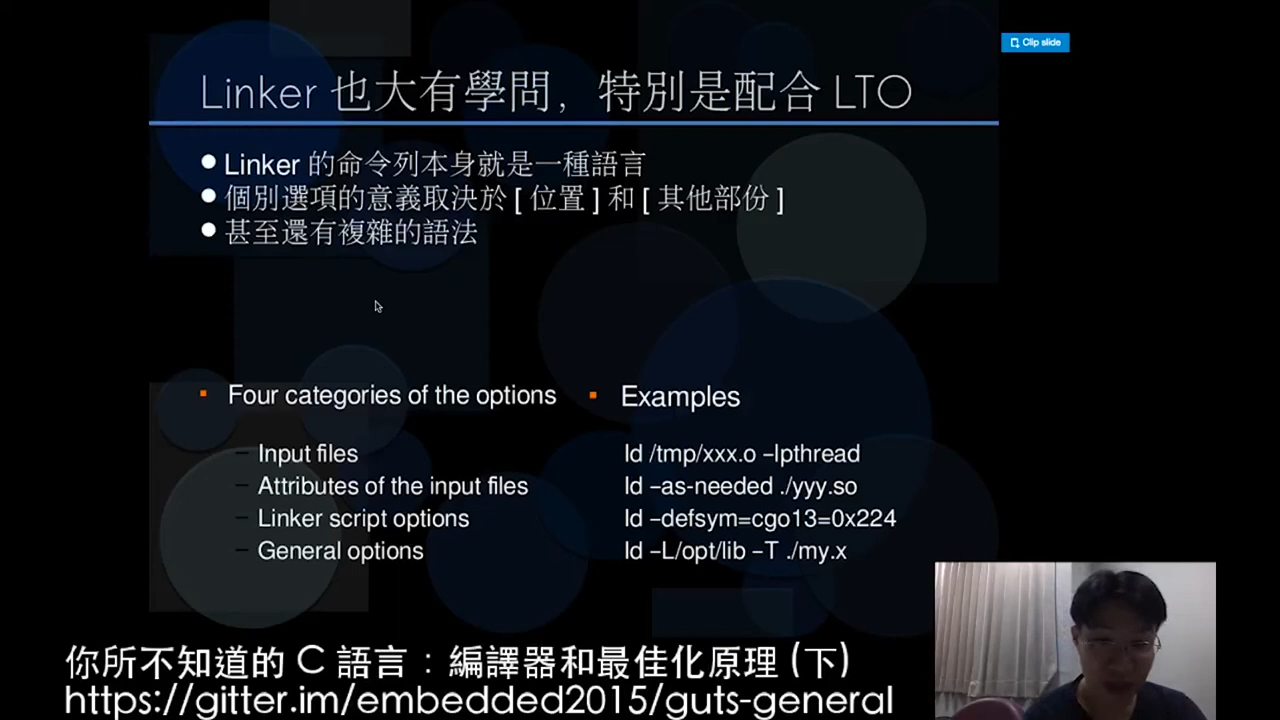 Clip slide
Linker 也大有學問，特別是配合 LTO
● Linker 的命令列本身就是一種語言
● 個別選項的意義取決於 [ 位置 ] 和 [ 其他部份 ]
● 甚至還有複雜的語法
▪ Four categories of the options
– Input files
– Attributes of the input files
– Linker script options
– General options
▪ Examples
ld /tmp/xxx.o –lpthread
ld –as-needed ./yyy.so
ld –defsym=cgo13=0x224
ld –L/opt/lib –T ./my.x
你所不知道的 C 語言：編譯器和最佳化原理 (下)
https://gitter.im/embedded2015/guts-general